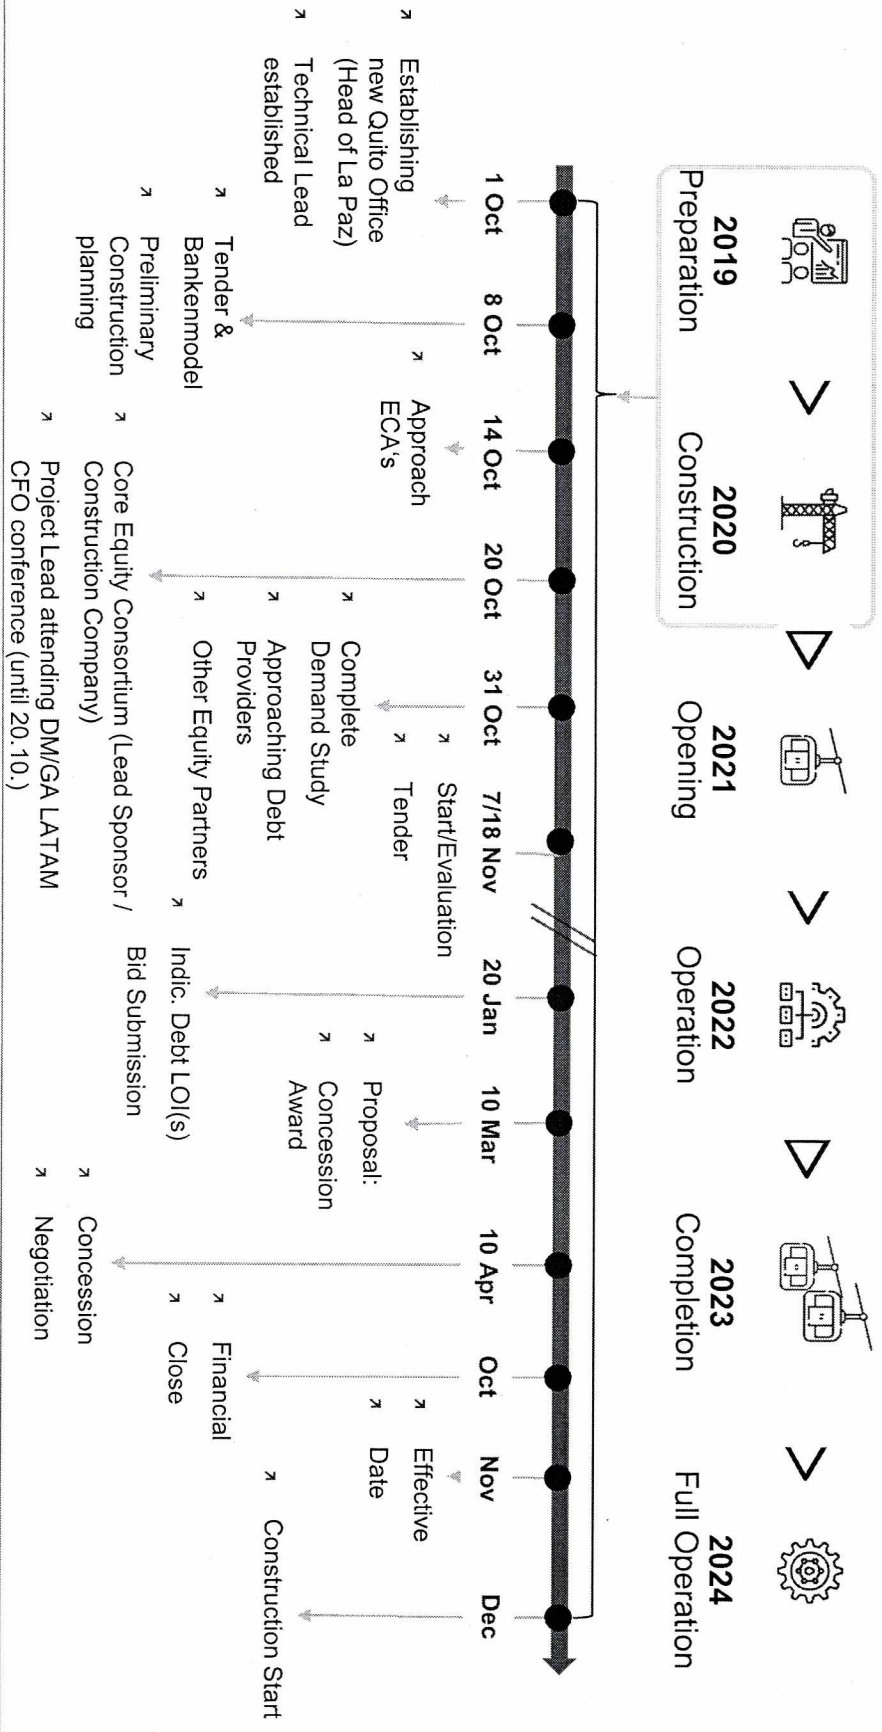 2019
Preparation
2020
Construction
2021
Opening
2022
Operation
2023
Completion
2024
Full Operation
1 Oct
8 Oct
14 Oct
20 Oct
31 Oct
7/18 Nov
20 Jan
10 Mar
10 Apr
Oct
Nov
Dec
Establishing
new Quito Office
(Head of La Paz)
Technical Lead
established
Tender &
Bankenmodel
Preliminary
Construction
planning
Approach
ECA‘s
Core Equity Consortium (Lead Sponsor /
Construction Company)
Project Lead attending DM/GA LATAM
CFO conference (until 20.10.)
Complete
Demand Study
Approaching Debt
Providers
Other Equity Partners
Start/Evaluation
Tender
Indic. Debt LOI(s)
Bid Submission
Proposal:
Concession
Award
Concession
Negotiation
Financial
Close
Effective
Date
Construction Start